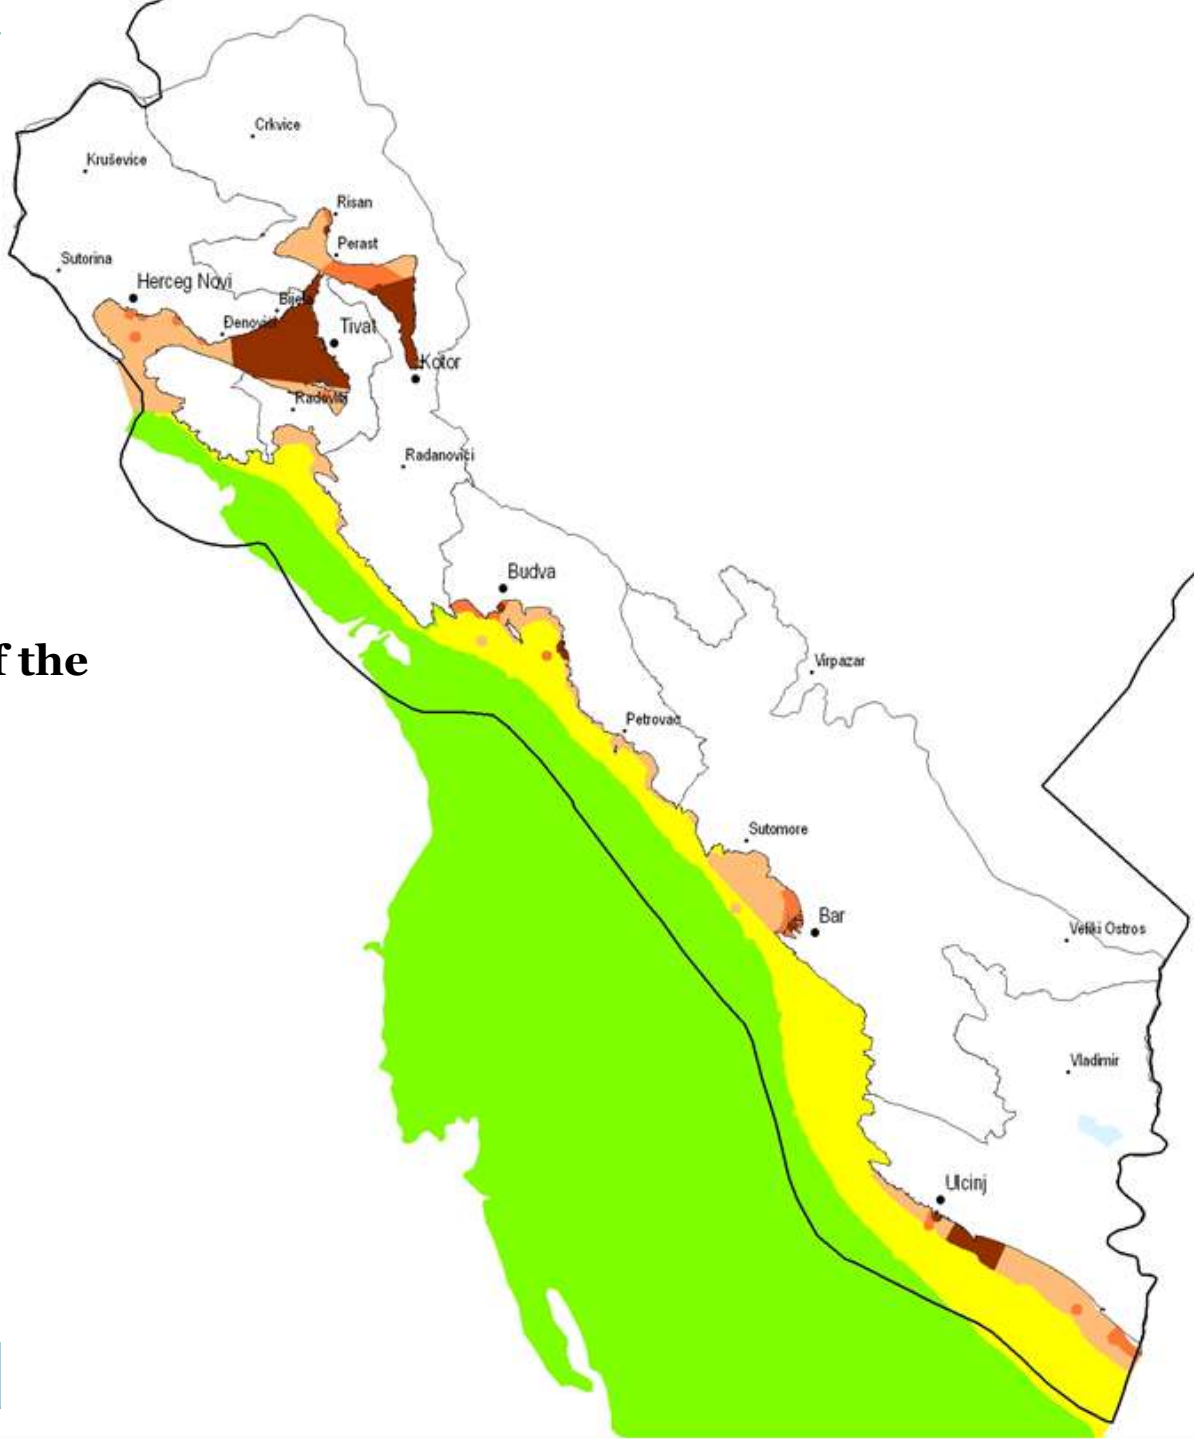 Crkvice
Kruševice
Risan
Perast
Sutorina
Herceg Novi
Đenovići
Tivat
Kotor
Radovići
Radanovići
Budva
f the
Virpazar
Petrovac
Sutomore
Bar
Veliki Ostros
Vladimir
Ulcinj